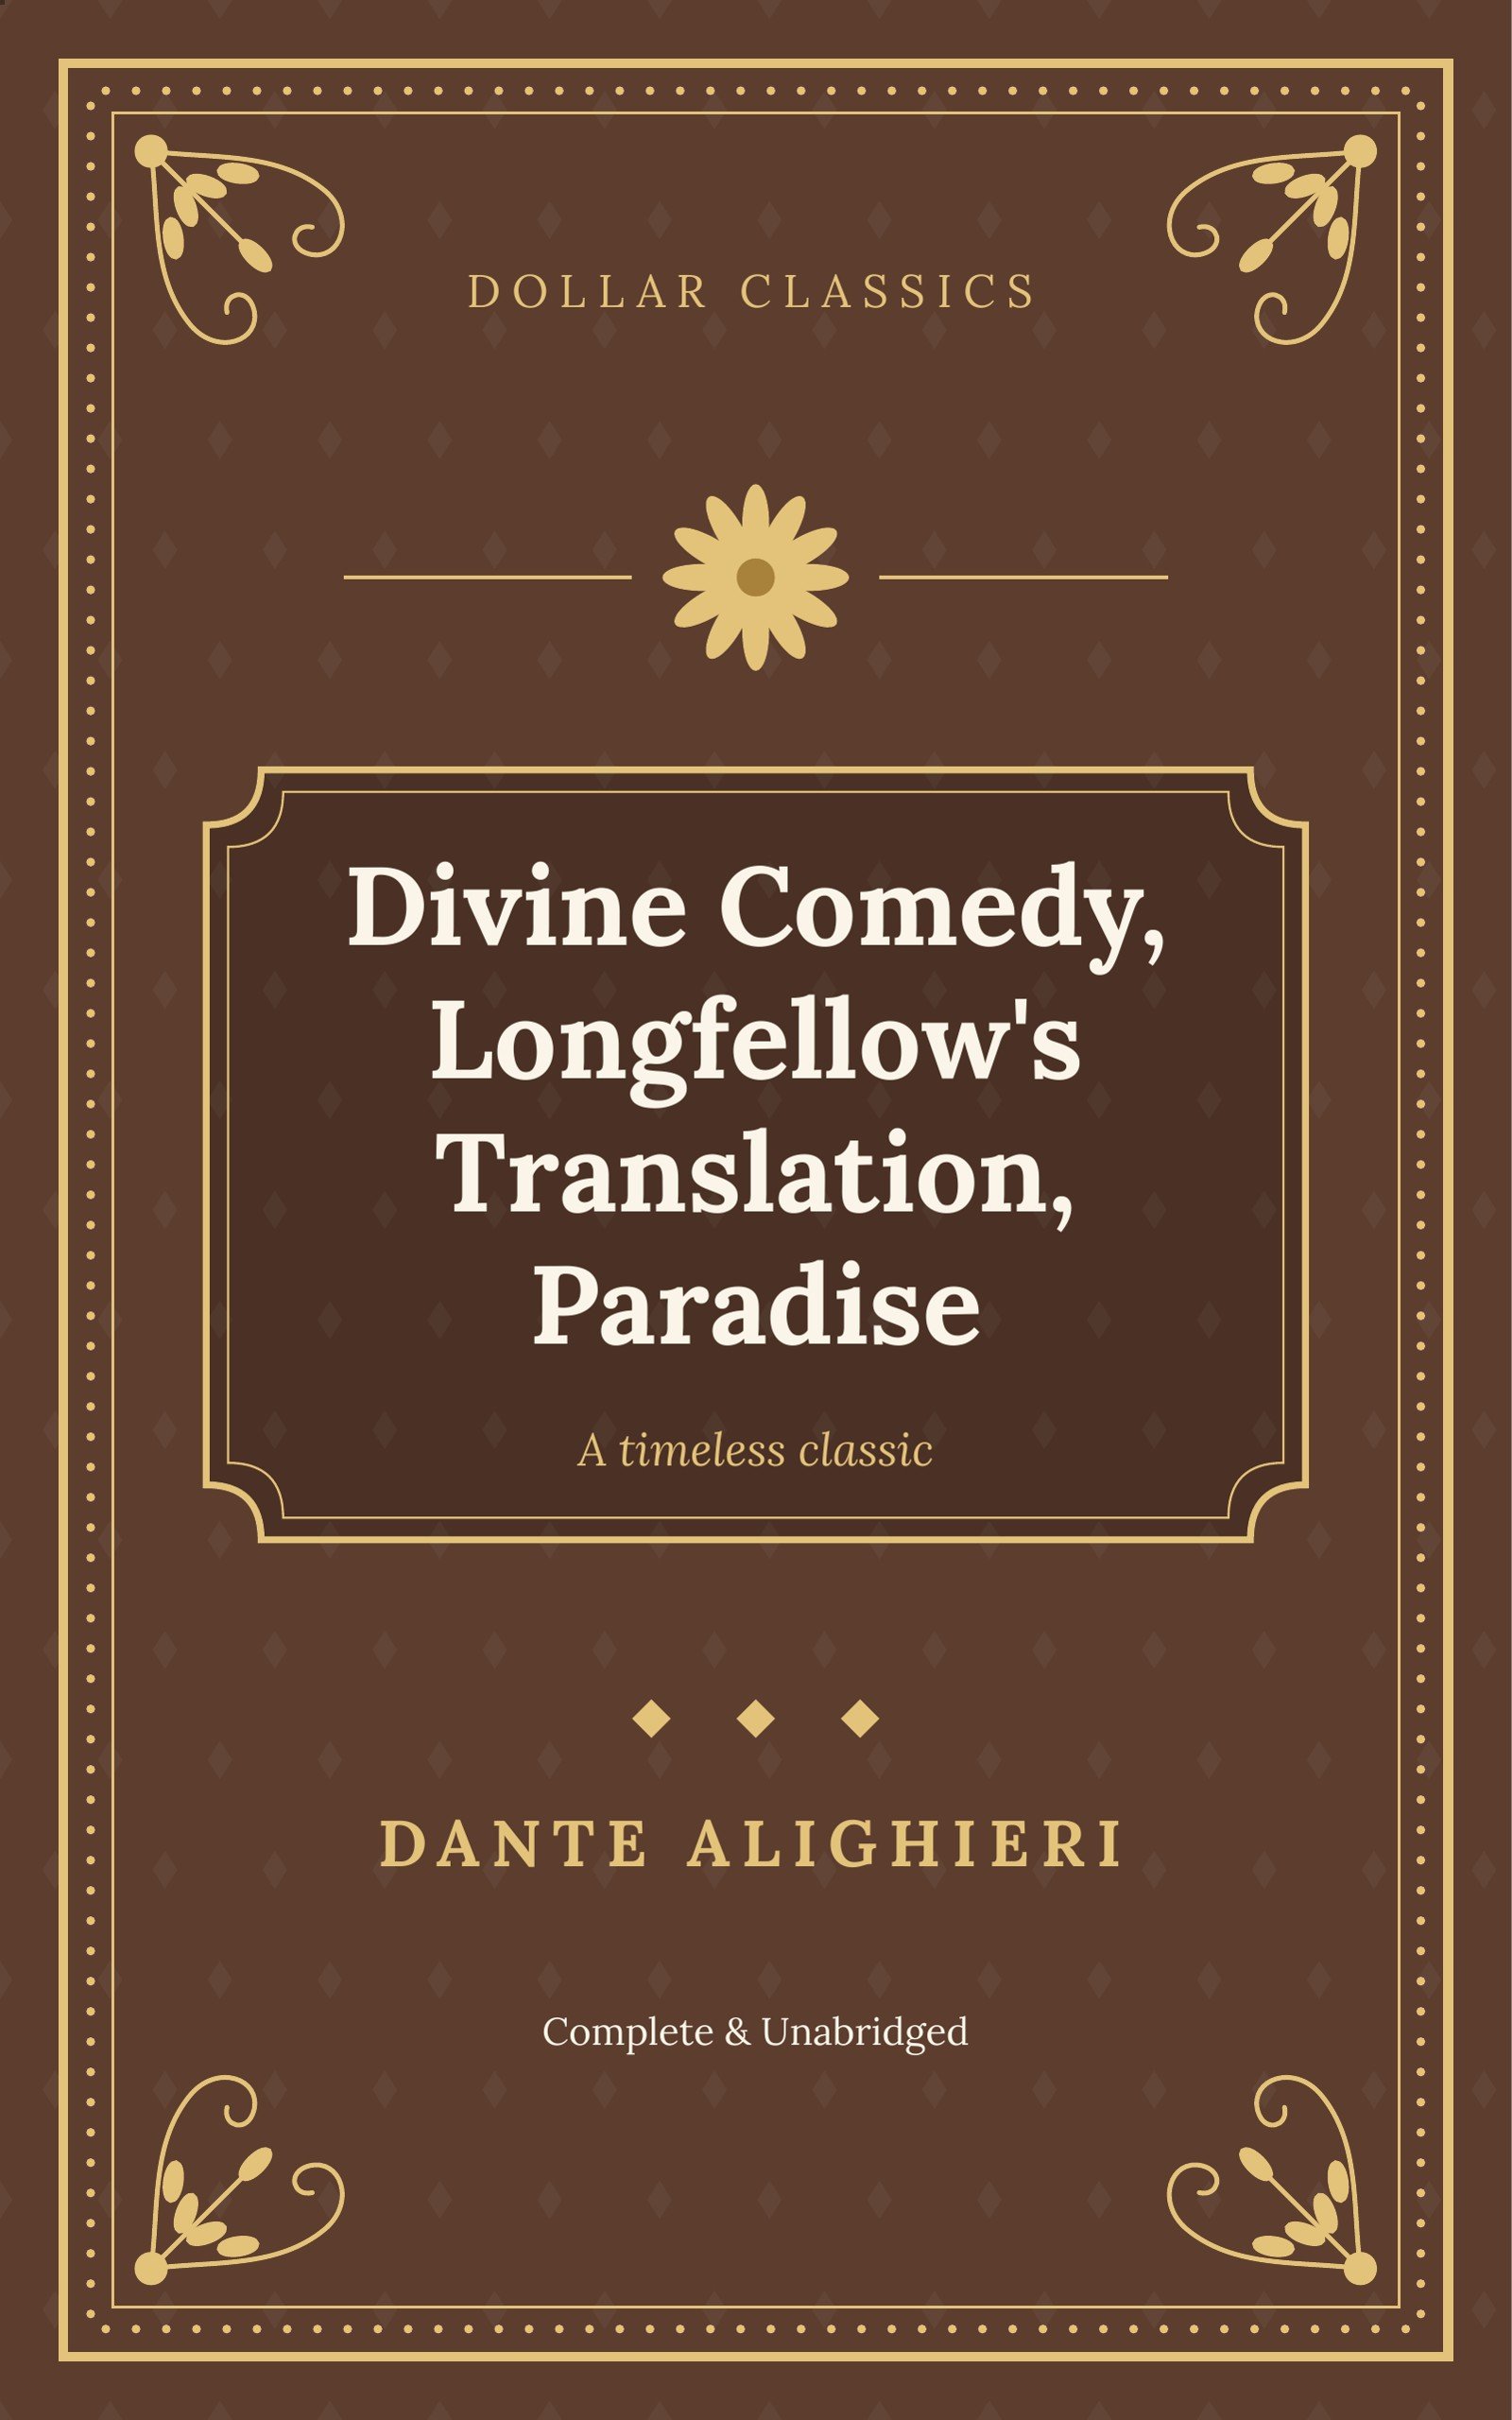 DOLLAR CLASSICS
Divine Comedy,
Longfellow's
Translation,
Paradise
A timeless classic
DANTE ALIGHIERI
Complete & Unabridged